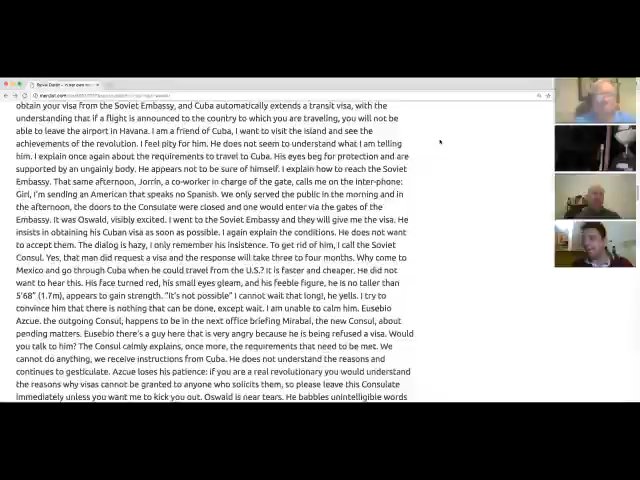 obtain your visa from the Soviet Embassy, and Cuba automatically extends a transit visa, with the
understanding that if a flight is announced to the country to which you are traveling, you will not be
able to leave the airport in Havana. I am a friend of Cuba, I want to visit the island and see the
achievements of the revolution. I feel pity for him. He does not seem to understand what I am telling
him. I explain once again about the requirements to travel to Cuba. His eyes beg for protection and are
supported by an ungainly body. He appears not to be sure of himself. I explain how to reach the Soviet
Embassy. That same afternoon, Jorrín, a co-worker in charge of the gate, calls me on the inter-phone:
Girl, I'm sending an American that speaks no Spanish. We only served the public in the morning and in
the afternoon, the doors to the Consulate were closed and one would enter via the gates of the
Embassy. It was Oswald, visibly excited. I went to the Soviet Embassy and they will give me the visa. He
insists in obtaining his Cuban visa as soon as possible. I again explain the conditions. He does not want
to accept them. The dialog is hazy, I only remember his insistence. To get rid of him, I call the Soviet
Consul. Yes, that man did request a visa and the response will take three to four months. Why come to
Mexico and go through Cuba when he could travel from the U.S.? It is faster and cheaper. He did not
want to hear this. His face turned red, his small eyes gleam, and his feeble figure, he is no taller than
5'68" (1.7m), appears to gain strength. "It's not possible" I cannot wait that long!, he yells. I try to
convince him that there is nothing that can be done, except wait. I am unable to calm him. Eusebio
Azcue. the outgoing Consul, happens to be in the next office briefing Mirabal, the new Consul, about
pending matters. Eusebio there's a guy here that is very angry because he is being refused a visa. Would
you talk to him? The Consul calmly explains, once more, the requirements that need to be met. We
cannot do anything, we receive instructions from Cuba. He does not understand the reasons and
continues to gesticulate. Azcue loses his patience: if you are a real revolutionary you would understand
the reasons why visas cannot be granted to anyone who solicits them, so please leave this Consulate
immediately unless you want me to kick you out. Oswald is near tears. He babbles unintelligible words